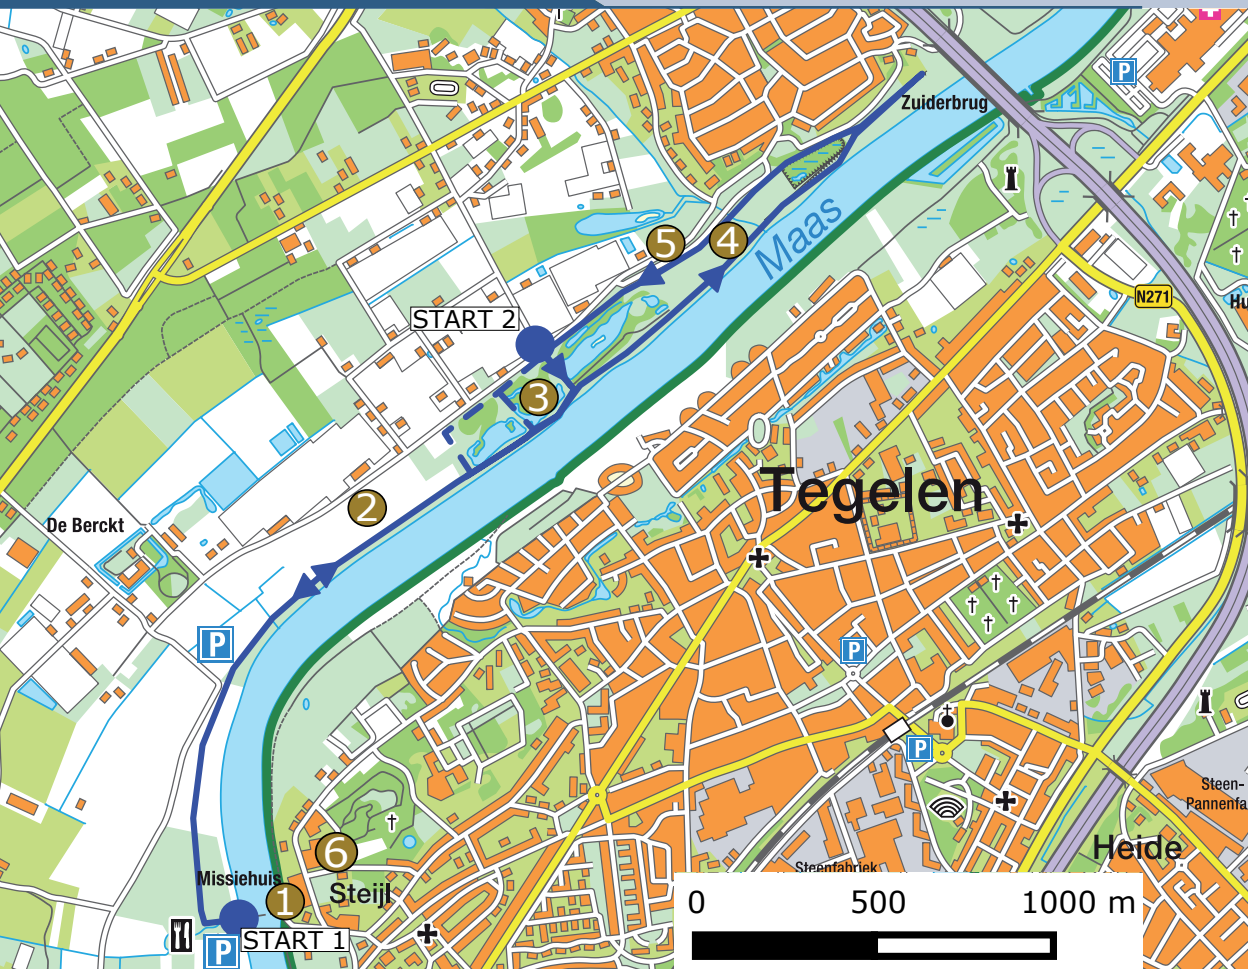 P
Zuiderbrug
Maas
5
4
N271
Hu
START 2
3
Tegelen
2
De Berckt
P
P
P
Steen-
Pannenfa
Heide
6
Missiehuis
Steijl
1
Steenfabriek
START 1
P
0 500 1000 m